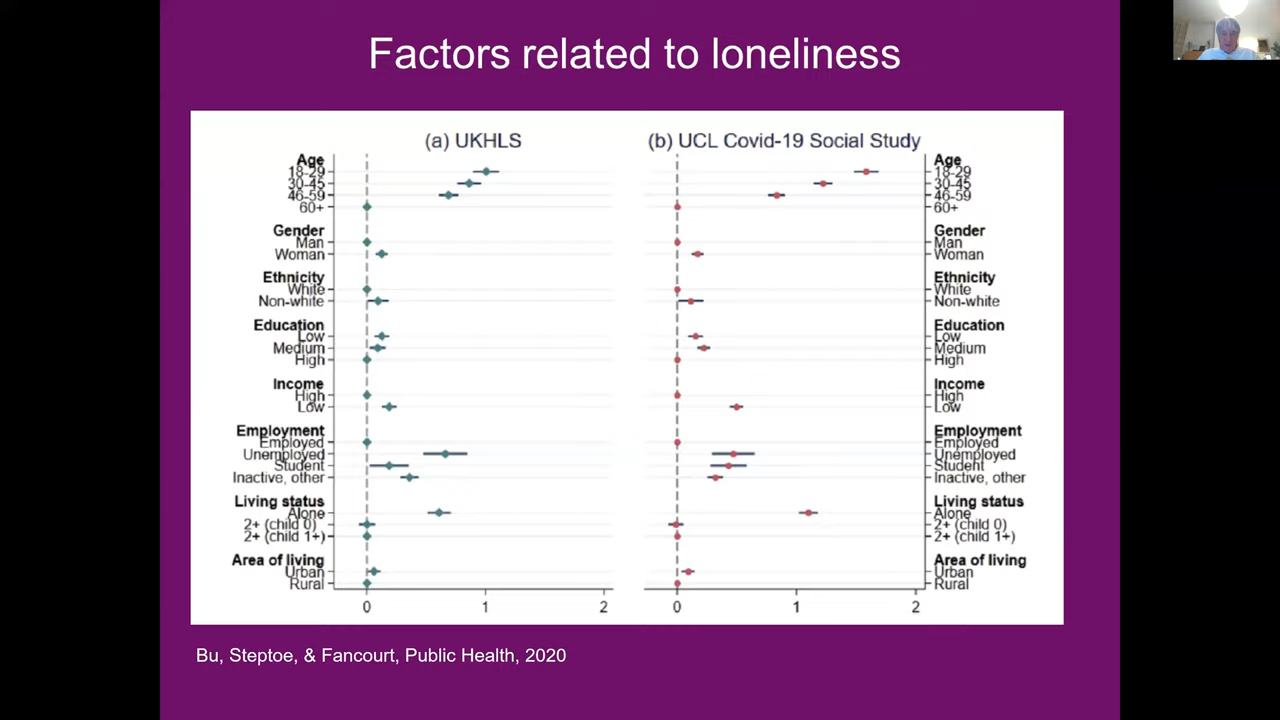 Factors related to loneliness
(a) UKHLS
Age
18-29
30-45
46-59
60+
Gender
Man
Woman
Ethnicity
White
Non-white
Education
Low
Medium
High
Income
High
Low
Employment
Employed
Unemployed
Student
Inactive, other
Living status
Alone
2+ (child 0)
2+ (child 1+)
Area of living
Urban
Rural
0 1 2
(b) UCL Covid-19 Social Study
Age
18-29
30-45
46-59
60+
Gender
Man
Woman
Ethnicity
White
Non-white
Education
Low
Medium
High
Income
High
Low
Employment
Employed
Unemployed
Student
Inactive, other
Living status
Alone
2+ (child 0)
2+ (child 1+)
Area of living
Urban
Rural
0 1 2
Bu, Steptoe, & Fancourt, Public Health, 2020